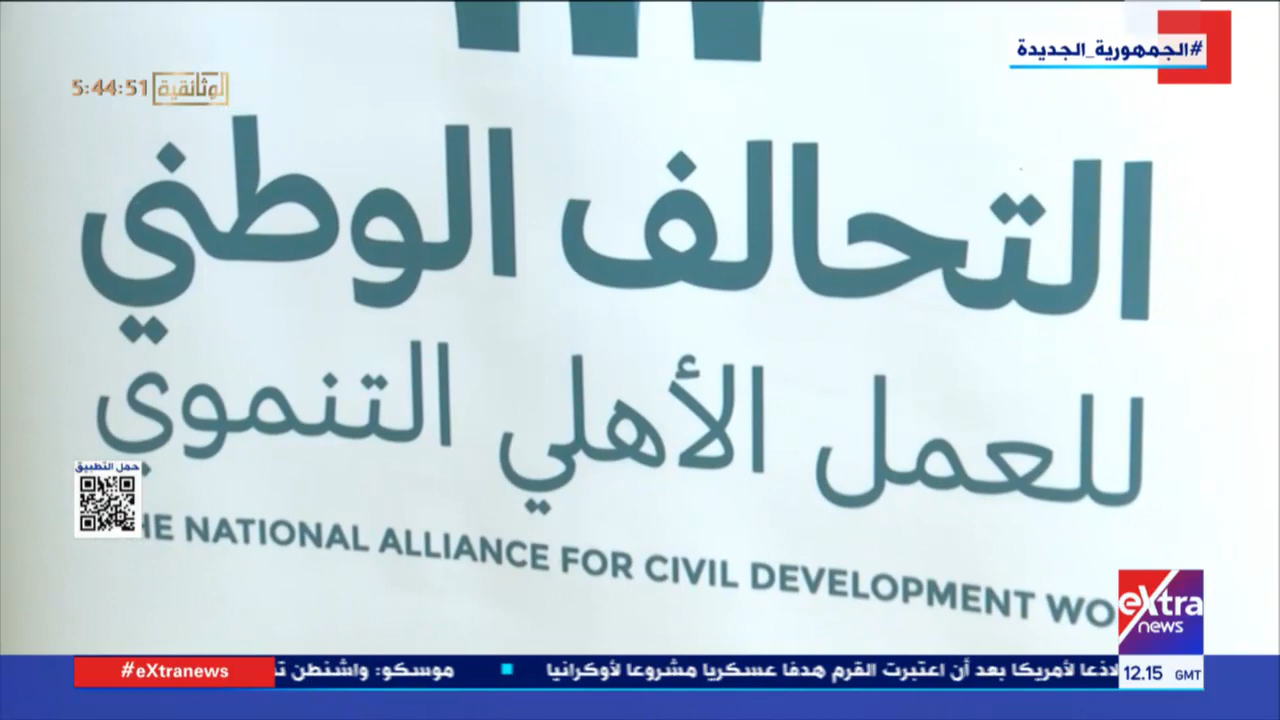 #الجمهورية_الجديدة
5:44:51 الوثائقية
التحالف الوطني
للعمل الأهلي التنموي
حمل التطبيق
HE NATIONAL ALLIANCE FOR CIVIL DEVELOPMENT WO
eXtra
news
لاذعا لأمريكا بعد أن اعتبرت القرم هدفا عسكريا مشروعا لأوكرانيا ■ موسكو: واشنطن
#eXtranews
12.15 GMT